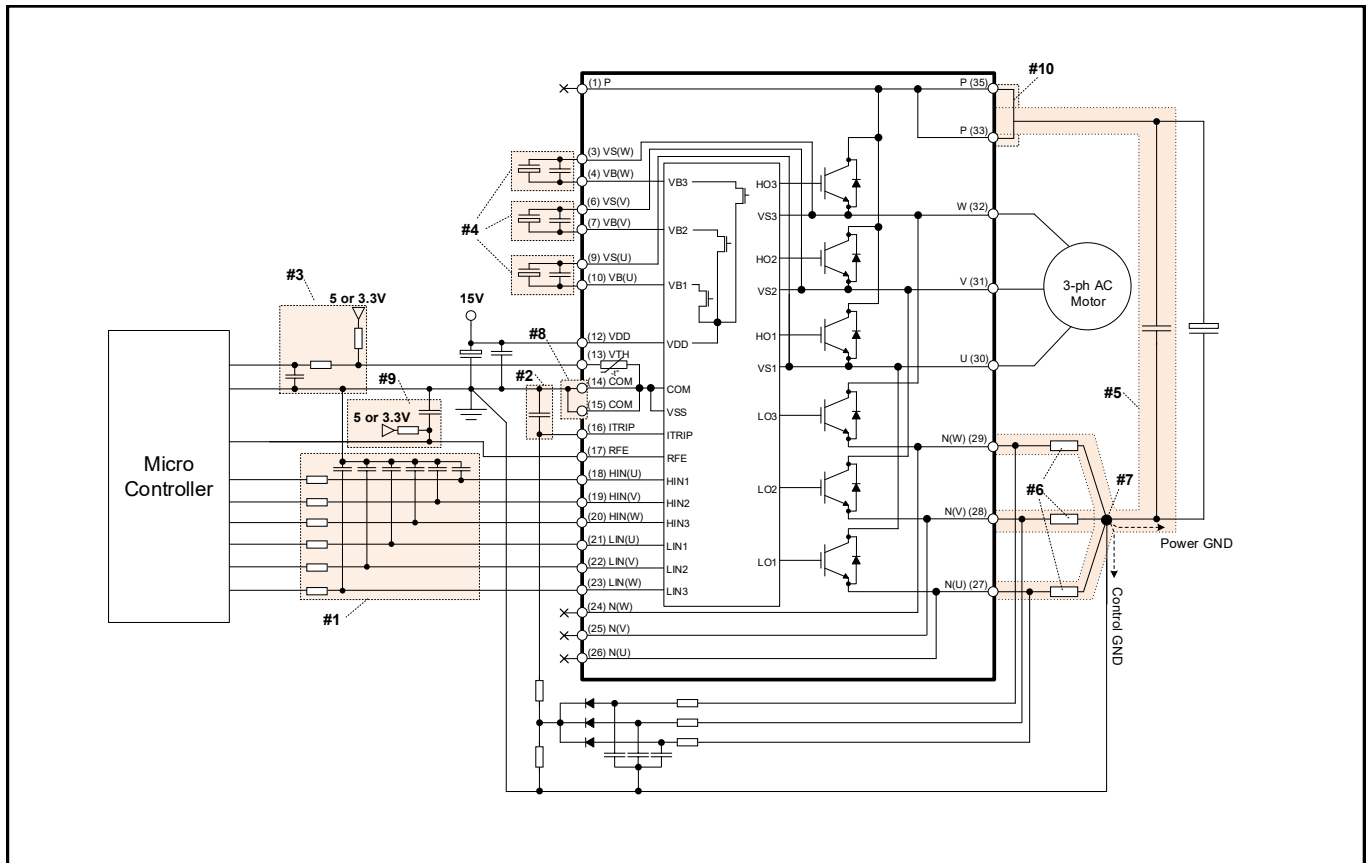 #10
(1) P
P (35)
P (33)
(3) VS(W)
(4) VB(W)
(6) VS(V)
(7) VB(V)
(9) VS(U)
(10) VB(U)
#4
VB3
VB2
VB1
HO3
VS3
HO2
VS2
HO1
VS1
W (32)
V (31)
U (30)
3-ph AC
Motor
#3
5 or 3.3V
15V
(12) VDD
VDD
#8
(13) VTH
(14) COM
COM
(15) COM
VSS
#2
(16) ITRIP
ITRIP
(17) RFE
RFE
#9
5 or 3.3V
Micro
Controller
(18) HIN(U)
HIN1
(19) HIN(V)
HIN2
(20) HIN(W)
HIN3
(21) LIN(U)
LIN1
(22) LIN(V)
LIN2
(23) LIN(W)
LIN3
#1
LO3
LO2
LO1
(24) N(W)
(25) N(V)
(26) N(U)
N(W) (29)
N(V) (28)
N(U) (27)
#5
#6
#7
Power GND
Control GND